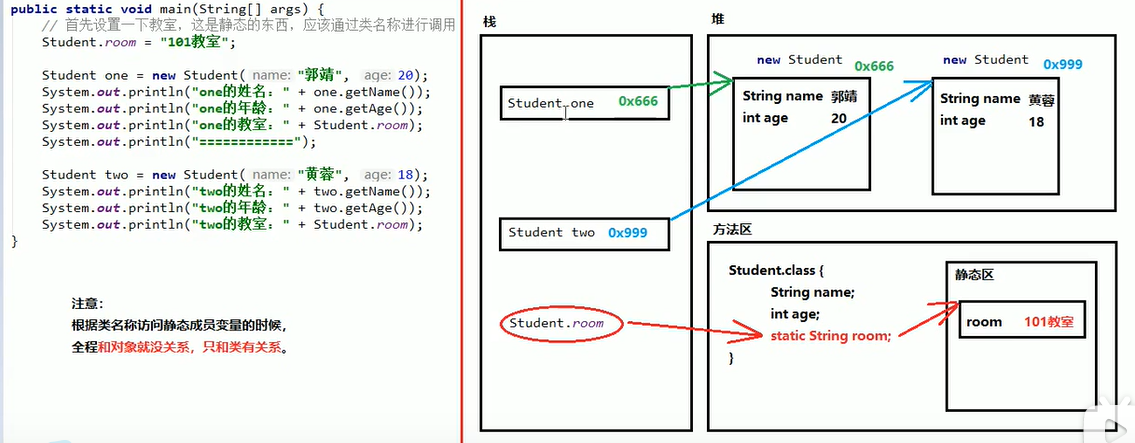 public static void main(String[] args) {
// 首先设置一下教室，这是静态的东西，应该通过类名称进行调用
Student.room = "101教室";
Student one = new Student( name: "郭靖", age: 20);
System.out.println("one的姓名：" + one.getName());
System.out.println("one的年龄：" + one.getAge());
System.out.println("one的教室：" + Student.room);
System.out.println("============");
Student two = new Student( name: "黄蓉", age: 18);
System.out.println("two的姓名：" + two.getName());
System.out.println("two的年龄：" + two.getAge());
System.out.println("two的教室：" + Student.room);
}
注意：
根据类名称访问静态成员变量的时候，
全程和对象就没关系，只和类有关系。
栈
Student one 0x666
Student two 0x999
Student.room
堆
new Student 0x666
String name 郭靖
int age 20
new Student 0x999
String name 黄蓉
int age 18
方法区
Student.class {
String name;
int age;
static String room;
}
静态区
room 101教室